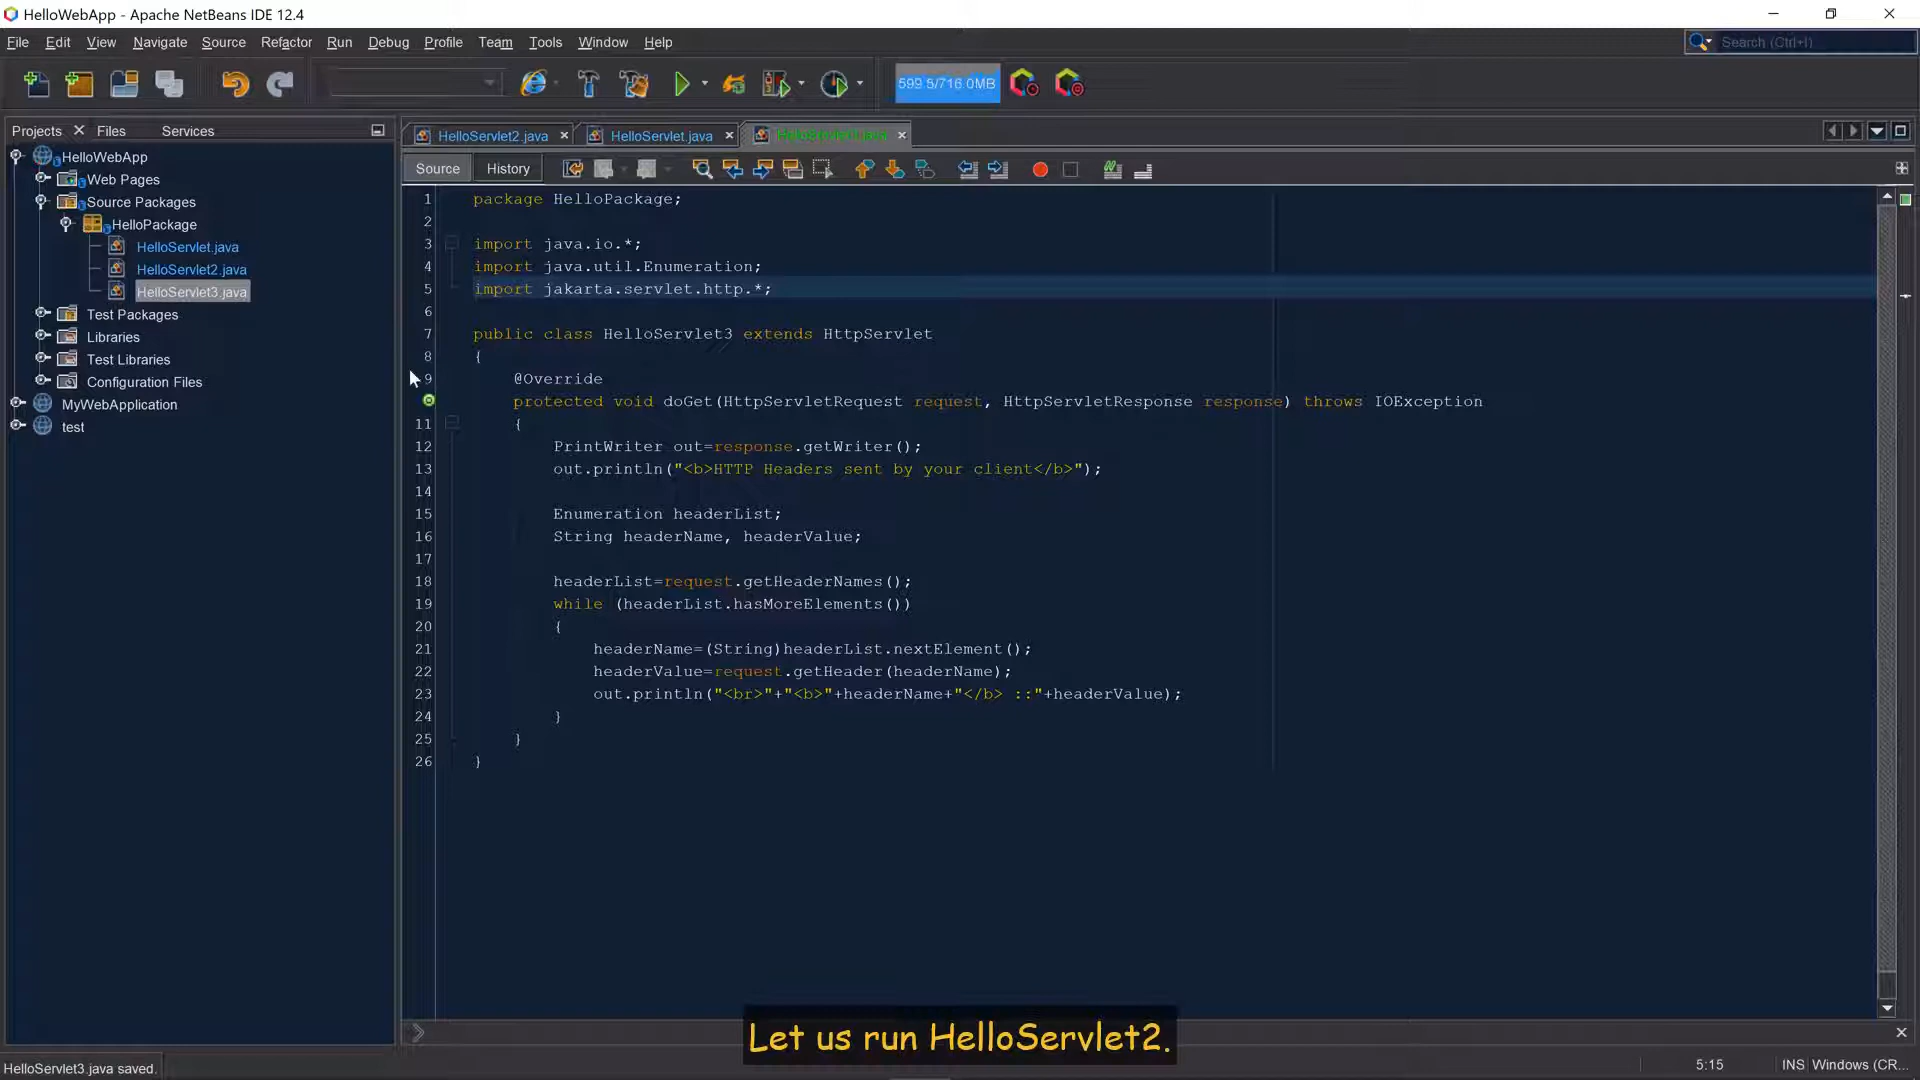 HelloWebApp - Apache NetBeans IDE 12.4
File Edit View Navigate Source Refactor Run Debug Profile Team Tools Window Help
Search (Ctrl+I)
599.5/716.0MB
Projects Files Services
HelloServlet2.java HelloServlet.java HelloServlet3.java
Source History
HelloWebApp
Web Pages
Source Packages
HelloPackage
HelloServlet.java
HelloServlet2.java
HelloServlet3.java
Test Packages
Libraries
Test Libraries
Configuration Files
MyWebApplication
test
1 package HelloPackage;
2
3 import java.io.*;
4 import java.util.Enumeration;
5 import jakarta.servlet.http.*;
6
7 public class HelloServlet3 extends HttpServlet
8 {
9 @Override
protected void doGet(HttpServletRequest request, HttpServletResponse response) throws IOException
11 {
12 PrintWriter out=response.getWriter();
13 out.println("<b>HTTP Headers sent by your client</b>");
14
15 Enumeration headerList;
16 String headerName, headerValue;
17
18 headerList=request.getHeaderNames();
19 while (headerList.hasMoreElements())
20 {
21 headerName=(String)headerList.nextElement();
22 headerValue=request.getHeader(headerName);
23 out.println("<br>"+"<b>"+headerName+"</b> ::"+headerValue);
24 }
25 }
26 }
Let us run HelloServlet2.
HelloServlet3.java saved.
5:15 INS Windows (CR...